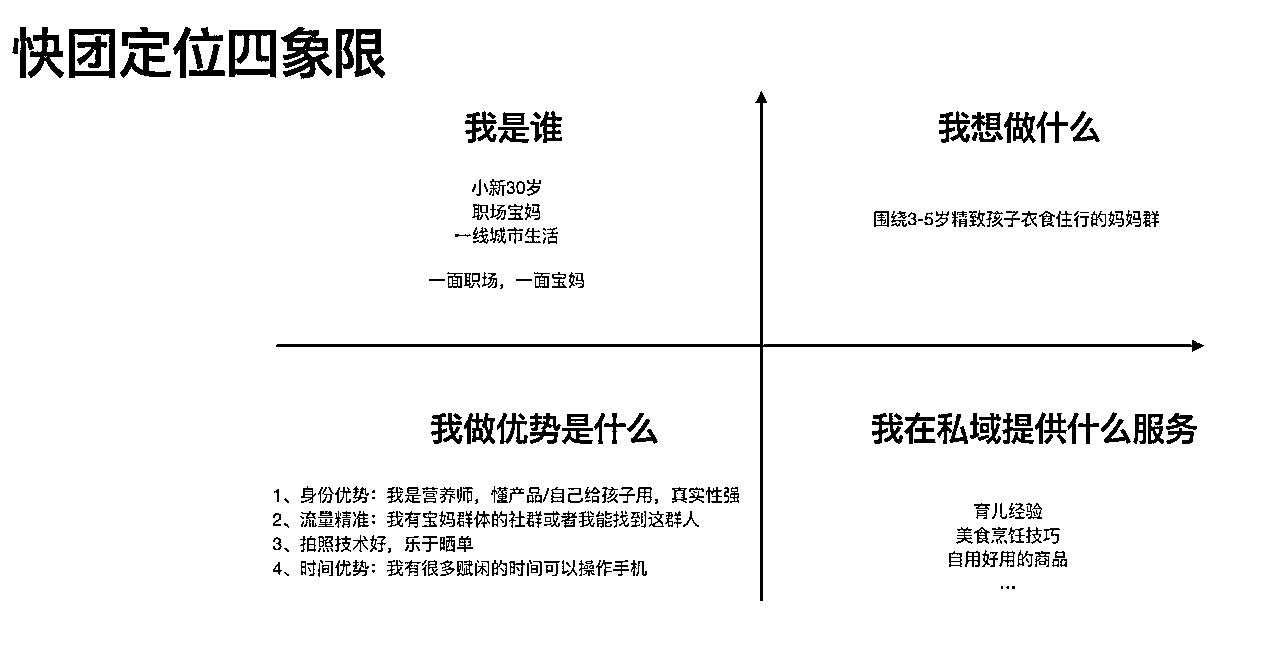 快团定位四象限
我是谁
小新30岁
职场宝妈
一线城市生活
一面职场，一面宝妈
我想做什么
围绕3-5岁精致孩子衣食住行的妈妈群
我做优势是什么
1、身份优势：我是营养师，懂产品/自己给孩子用，真实性强
2、流量精准：我有宝妈群体的社群或者我能找到这群人
3、拍照技术好，乐于晒单
4、时间优势：我有很多赋闲的时间可以操作手机
我在私域提供什么服务
育儿经验
美食烹饪技巧
自用好用的商品
...